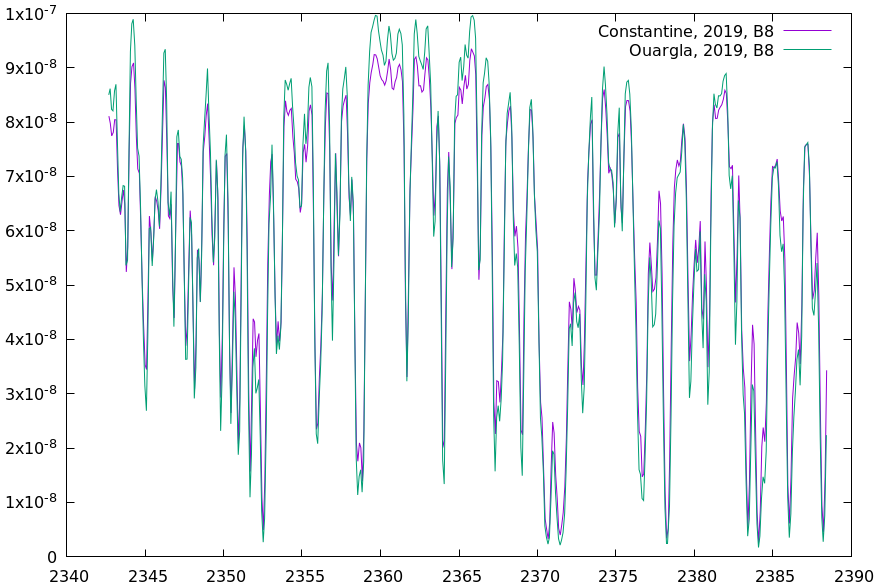 Constantine, 2019, B8
Ouargla, 2019, B8
1x10⁻⁷
9x10⁻⁸
8x10⁻⁸
7x10⁻⁸
6x10⁻⁸
5x10⁻⁸
4x10⁻⁸
3x10⁻⁸
2x10⁻⁸
1x10⁻⁸
0
2340 2345 2350 2355 2360 2365 2370 2375 2380 2385 2390